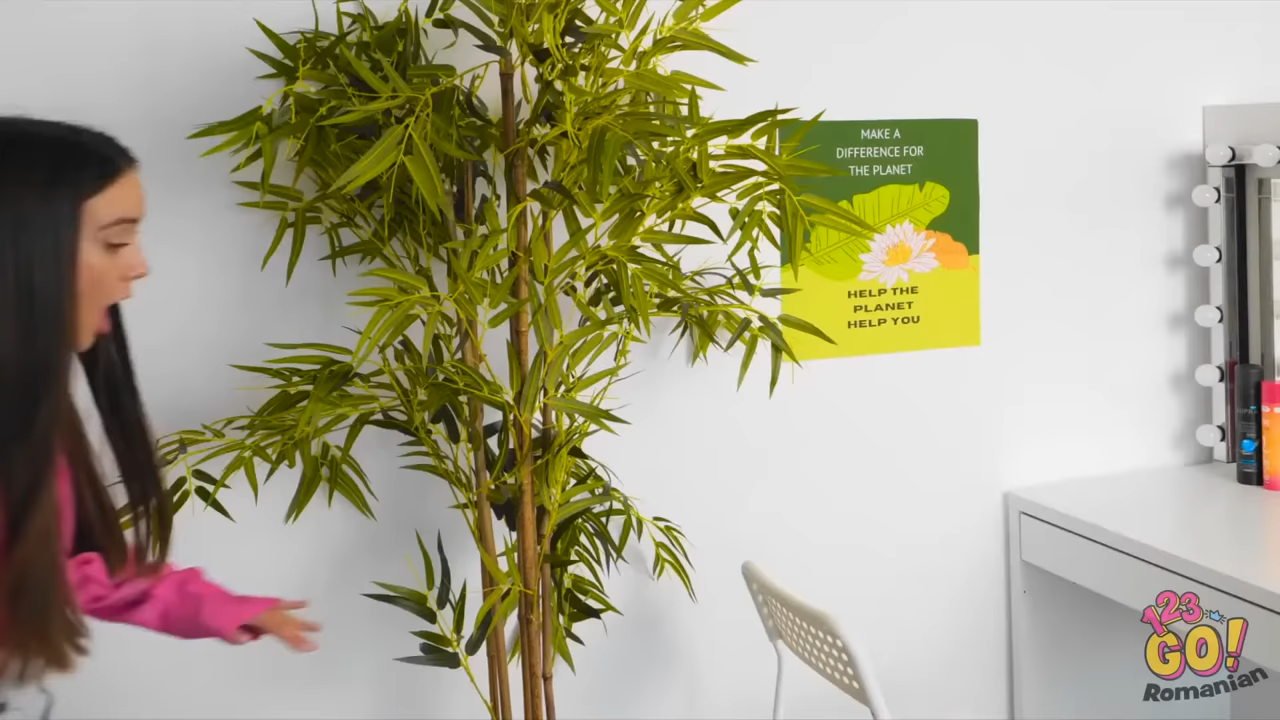 MAKE A
DIFFERENCE FOR
THE PLANET
HELP THE
PLANET
HELP YOU
123
GO!
Romanian